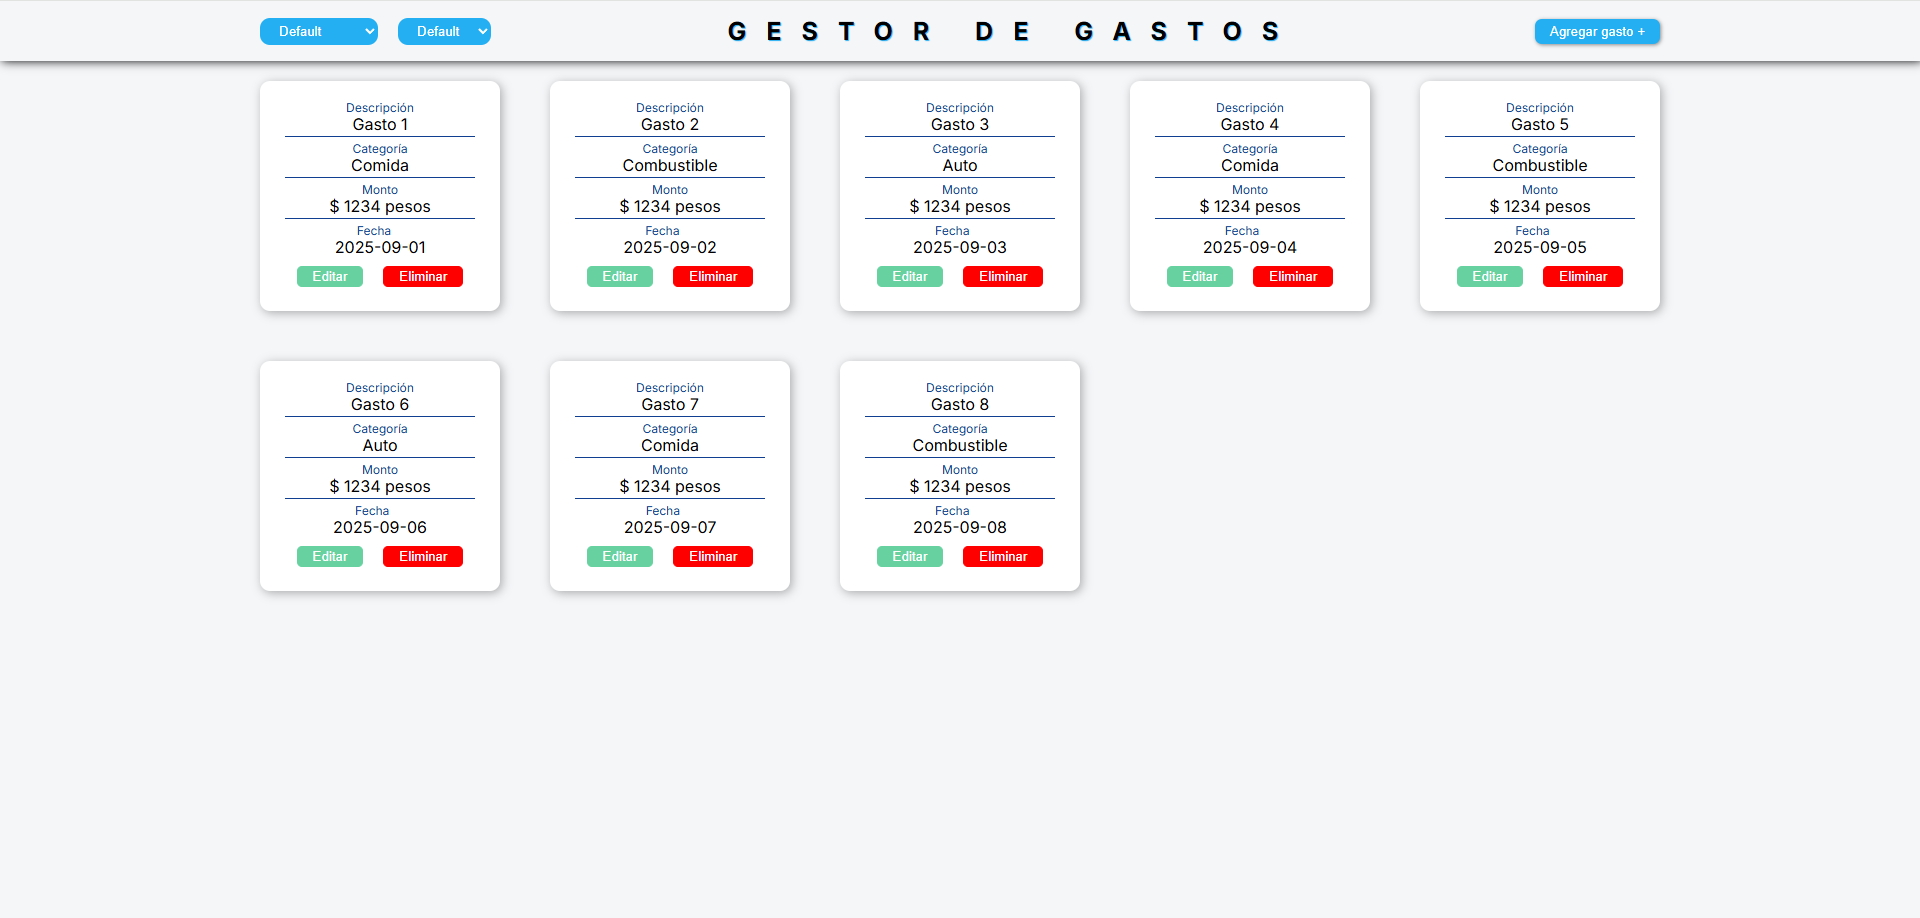 Default Default GESTOR DE GASTOS Agregar gasto +
Descripción
Gasto 1
Categoría
Comida
Monto
$ 1234 pesos
Fecha
2025-09-01
Editar Eliminar
Descripción
Gasto 2
Categoría
Combustible
Monto
$ 1234 pesos
Fecha
2025-09-02
Editar Eliminar
Descripción
Gasto 3
Categoría
Auto
Monto
$ 1234 pesos
Fecha
2025-09-03
Editar Eliminar
Descripción
Gasto 4
Categoría
Comida
Monto
$ 1234 pesos
Fecha
2025-09-04
Editar Eliminar
Descripción
Gasto 5
Categoría
Combustible
Monto
$ 1234 pesos
Fecha
2025-09-05
Editar Eliminar
Descripción
Gasto 6
Categoría
Auto
Monto
$ 1234 pesos
Fecha
2025-09-06
Editar Eliminar
Descripción
Gasto 7
Categoría
Comida
Monto
$ 1234 pesos
Fecha
2025-09-07
Editar Eliminar
Descripción
Gasto 8
Categoría
Combustible
Monto
$ 1234 pesos
Fecha
2025-09-08
Editar Eliminar